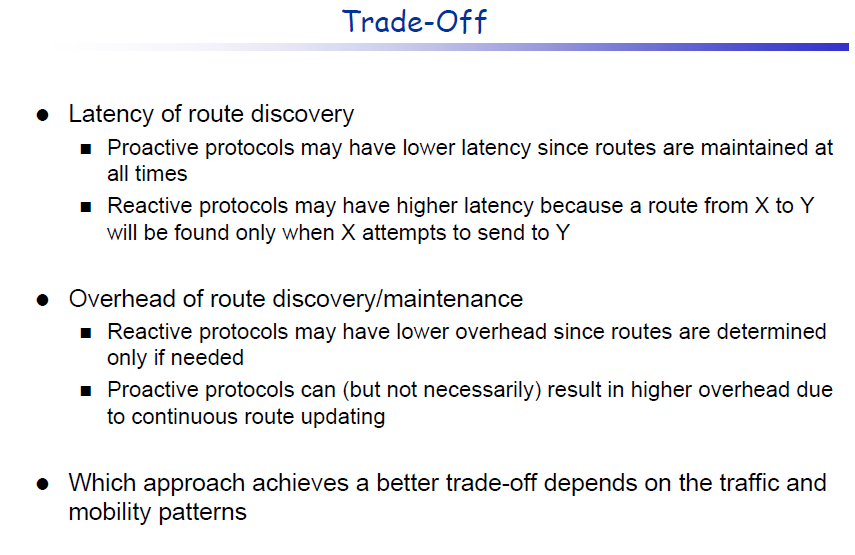 Trade-Off
● Latency of route discovery
■ Proactive protocols may have lower latency since routes are maintained at
all times
■ Reactive protocols may have higher latency because a route from X to Y
will be found only when X attempts to send to Y
● Overhead of route discovery/maintenance
■ Reactive protocols may have lower overhead since routes are determined
only if needed
■ Proactive protocols can (but not necessarily) result in higher overhead due
to continuous route updating
● Which approach achieves a better trade-off depends on the traffic and
mobility patterns